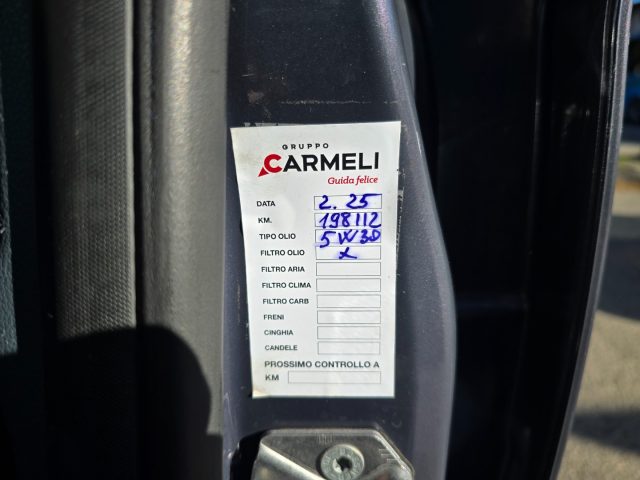 GRUPPO
CARMELI
Guida felice
DATA 2. 25
KM. 198112
TIPO OLIO 5W30
FILTRO OLIO X
FILTRO ARIA
FILTRO CLIMA
FILTRO CARB
FRENI
CINGHIA
CANDELE
PROSSIMO CONTROLLO A
KM